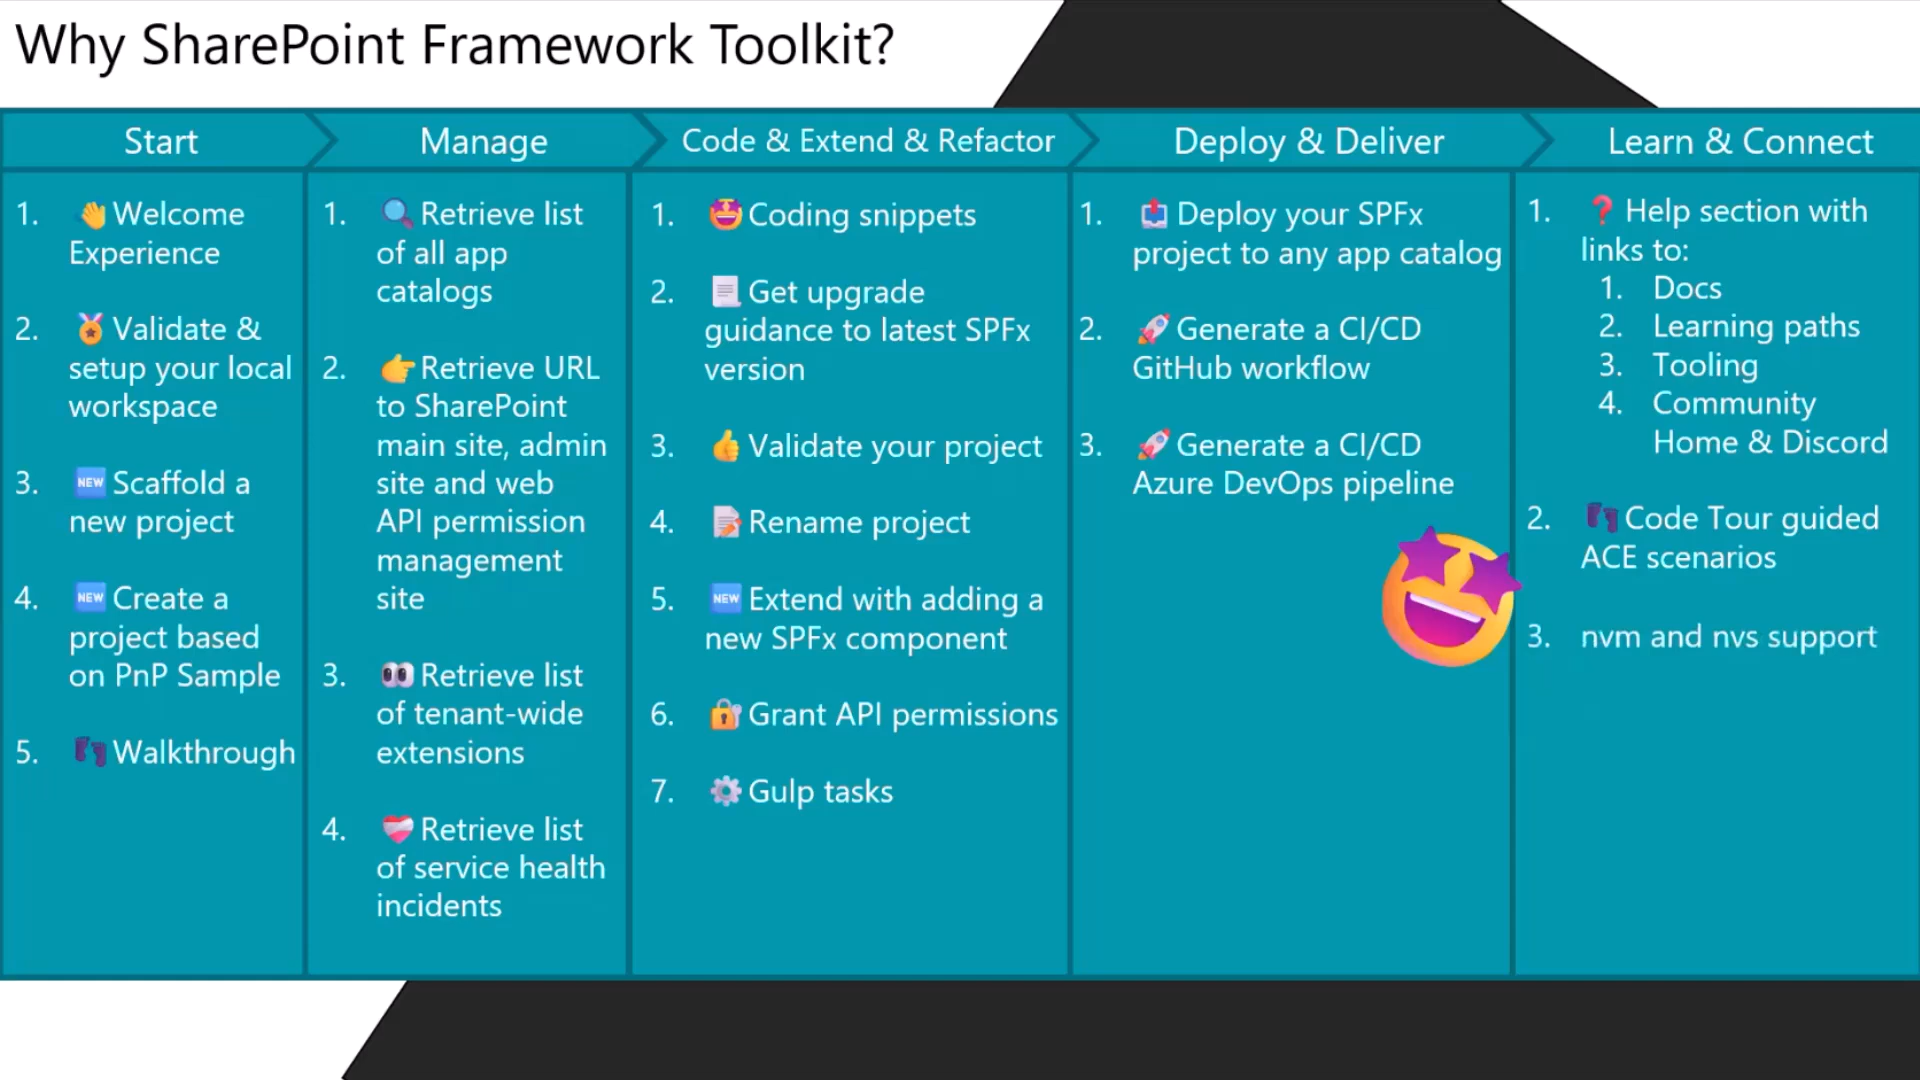 Why SharePoint Framework Toolkit?
Start
1. 👋 Welcome
Experience
2. 🏅 Validate &
setup your local
workspace
3. 🆕 Scaffold a
new project
4. 🆕 Create a
project based
on PnP Sample
5. 👣 Walkthrough
Manage
1. 🔍 Retrieve list
of all app
catalogs
2. 👉 Retrieve URL
to SharePoint
main site, admin
site and web
API permission
management
site
3. 👀 Retrieve list
of tenant-wide
extensions
4. ❤️‍🩹 Retrieve list
of service health
incidents
Code & Extend & Refactor
1. 🤩 Coding snippets
2. 📃 Get upgrade
guidance to latest SPFx
version
3. 👍 Validate your project
4. 📝 Rename project
5. 🆕 Extend with adding a
new SPFx component
6. 🔐 Grant API permissions
7. ⚙️ Gulp tasks
Deploy & Deliver
1. 📤 Deploy your SPFx
project to any app catalog
2. 🚀 Generate a CI/CD
GitHub workflow
3. 🚀 Generate a CI/CD
Azure DevOps pipeline
Learn & Connect
1. ❓ Help section with
links to:
1. Docs
2. Learning paths
3. Tooling
4. Community
Home & Discord
2. 👣 Code Tour guided
ACE scenarios
3. nvm and nvs support